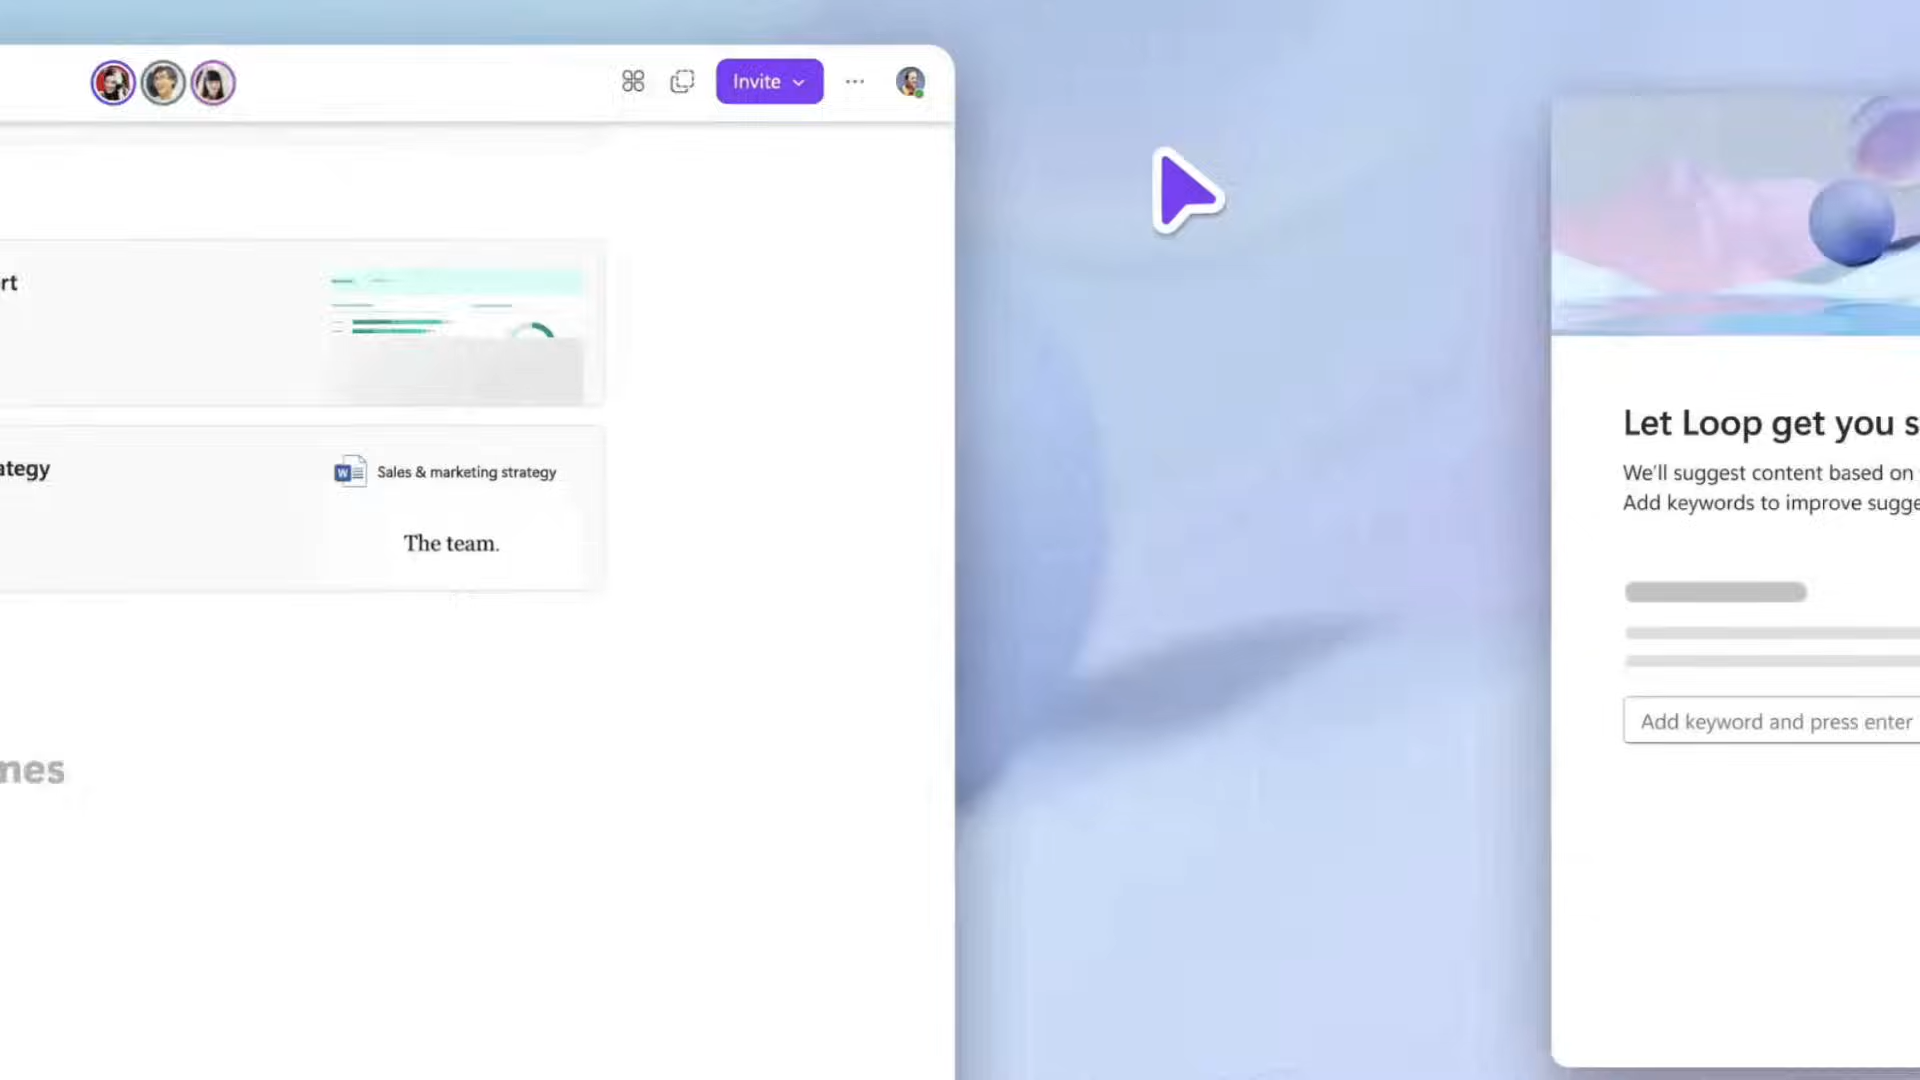 Invite
rt
ategy
Sales & marketing strategy
The team.
mes
Let Loop get you s
We'll suggest content based on
Add keywords to improve sugge
Add keyword and press enter